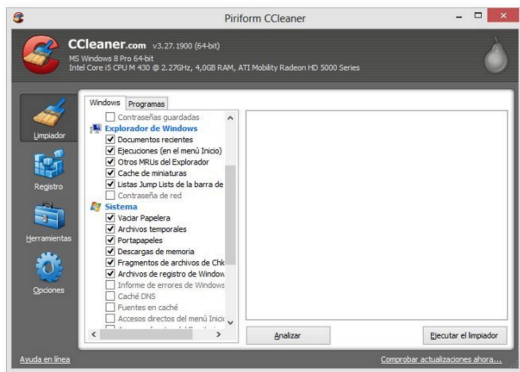 Piriform CCleaner
CCleaner.com v3.27.1900 (64-bit)
MS Windows 8 Pro 64-bit
Intel Core i5 CPU M 430 @ 2.27GHz, 4,0GB RAM, ATI Mobility Radeon HD 5000 Series
Limpiador
Registro
Herramientas
Opciones
Windows
Programas
Contraseñas guardadas
Explorador de Windows
Documentos recientes
Ejecuciones (en el menú Inicio)
Otros MRUs del Explorador
Cache de miniaturas
Listas Jump Lists de la barra de
Contraseña de red
Sistema
Vaciar Papelera
Archivos temporales
Portapapeles
Descargas de memoria
Fragmentos de archivos de Chk
Archivos de registro de Window
Informe de errores de Windows
Caché DNS
Fuentes en caché
Accesos directos del menú Inicio
Analizar
Ejecutar el limpiador
Ayuda en línea
Comprobar actualizaciones ahora...